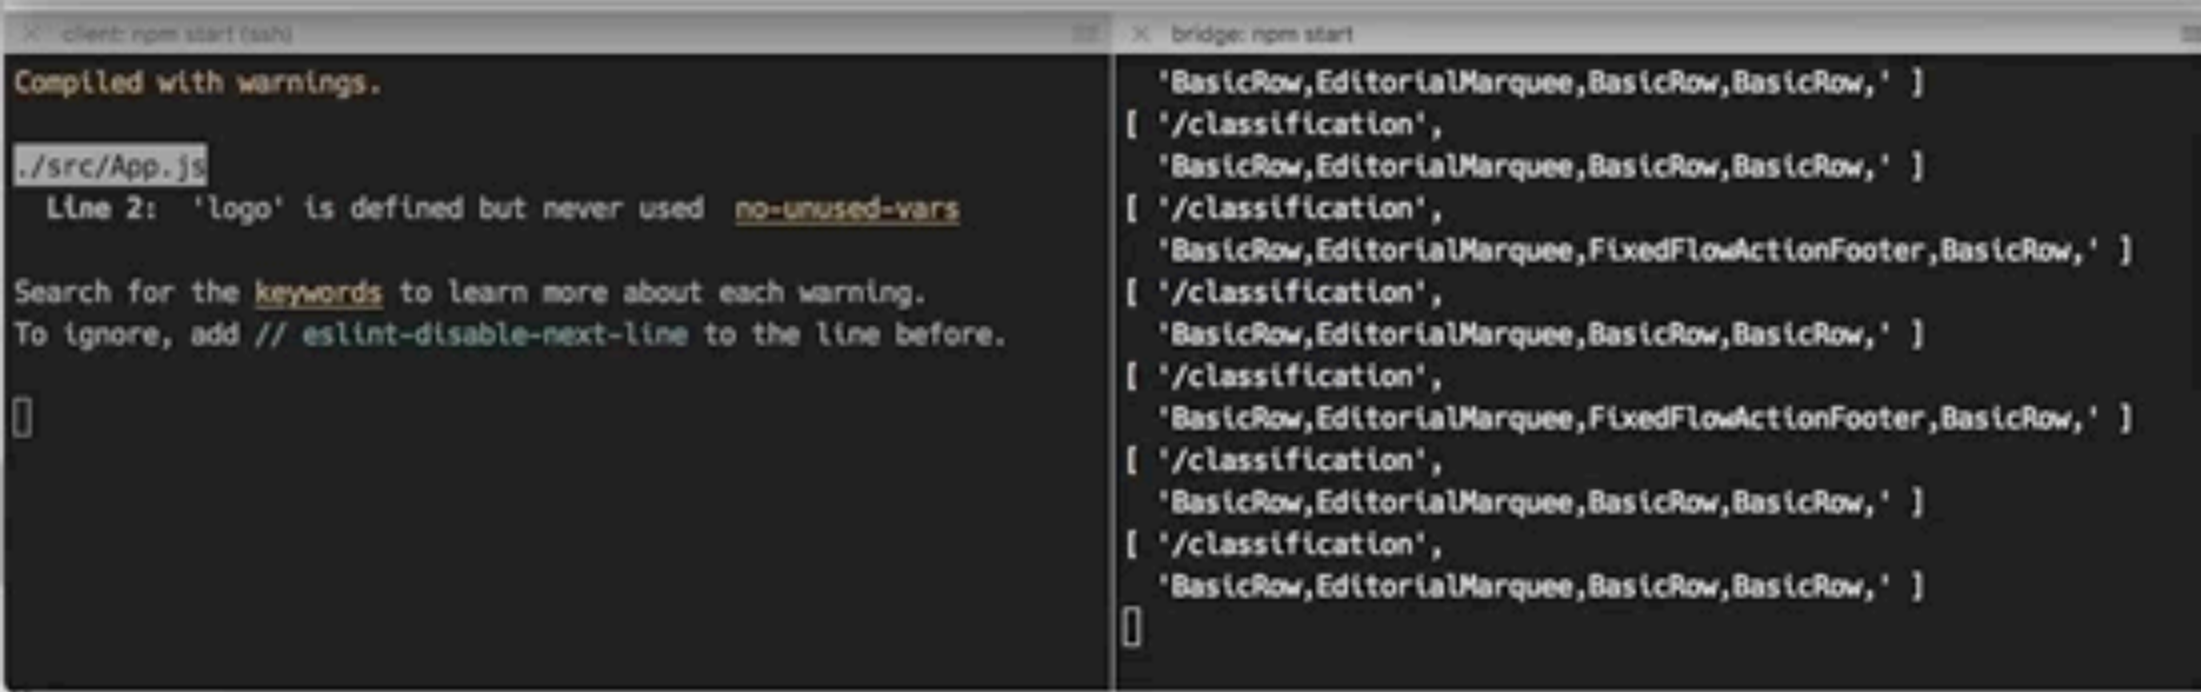 client: npm start (ssh)
Compiled with warnings.
./src/App.js
Line 2: 'logo' is defined but never used no-unused-vars
Search for the keywords to learn more about each warning.
To ignore, add // eslint-disable-next-line to the line before.
bridge: npm start
'BasicRow,EditorialMarquee,BasicRow,BasicRow,' ]
[ '/classification',
'BasicRow,EditorialMarquee,BasicRow,BasicRow,' ]
[ '/classification',
'BasicRow,EditorialMarquee,FixedFlowActionFooter,BasicRow,' ]
[ '/classification',
'BasicRow,EditorialMarquee,BasicRow,BasicRow,' ]
[ '/classification',
'BasicRow,EditorialMarquee,FixedFlowActionFooter,BasicRow,' ]
[ '/classification',
'BasicRow,EditorialMarquee,BasicRow,BasicRow,' ]
[ '/classification',
'BasicRow,EditorialMarquee,BasicRow,BasicRow,' ]